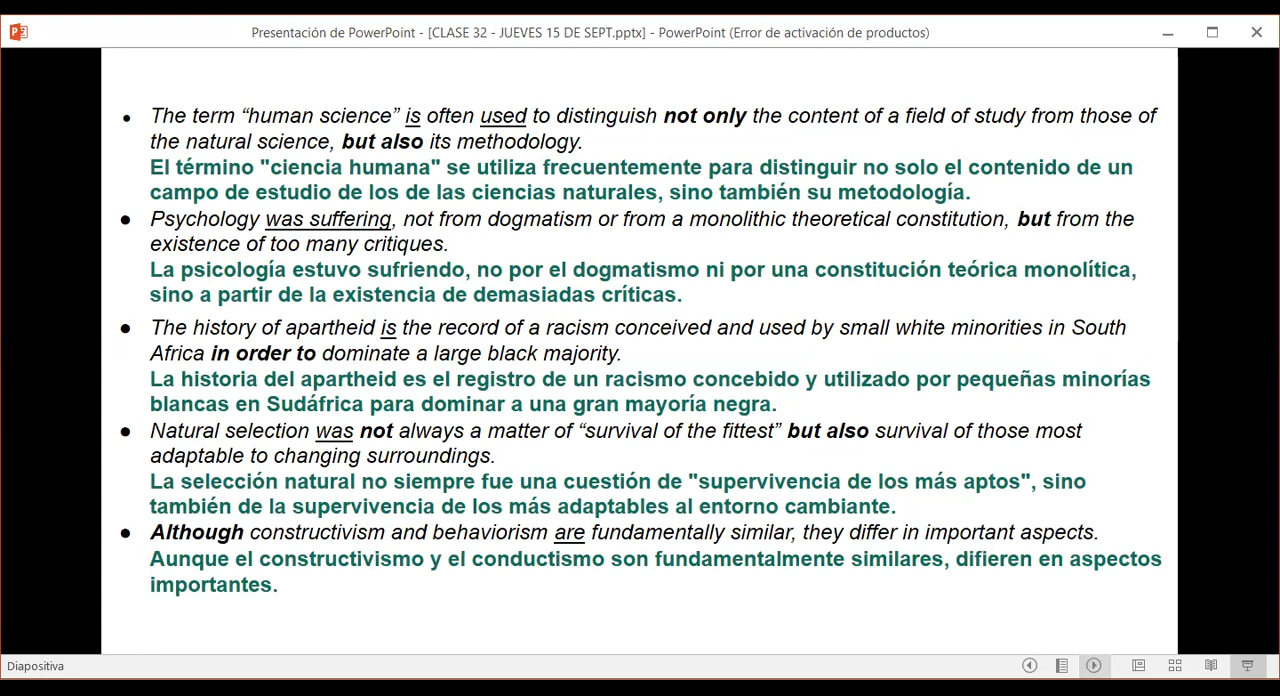 Presentación de PowerPoint - [CLASE 32 - JUEVES 15 DE SEPT.pptx] - PowerPoint (Error de activación de productos)
• The term “human science” is often used to distinguish not only the content of a field of study from those of
the natural science, but also its methodology.
El término "ciencia humana" se utiliza frecuentemente para distinguir no solo el contenido de un
campo de estudio de los de las ciencias naturales, sino también su metodología.
• Psychology was suffering, not from dogmatism or from a monolithic theoretical constitution, but from the
existence of too many critiques.
La psicología estuvo sufriendo, no por el dogmatismo ni por una constitución teórica monolítica,
sino a partir de la existencia de demasiadas críticas.
• The history of apartheid is the record of a racism conceived and used by small white minorities in South
Africa in order to dominate a large black majority.
La historia del apartheid es el registro de un racismo concebido y utilizado por pequeñas minorías
blancas en Sudáfrica para dominar a una gran mayoría negra.
• Natural selection was not always a matter of “survival of the fittest” but also survival of those most
adaptable to changing surroundings.
La selección natural no siempre fue una cuestión de "supervivencia de los más aptos", sino
también de la supervivencia de los más adaptables al entorno cambiante.
• Although constructivism and behaviorism are fundamentally similar, they differ in important aspects.
Aunque el constructivismo y el conductismo son fundamentalmente similares, difieren en aspectos
importantes.
Diapositiva